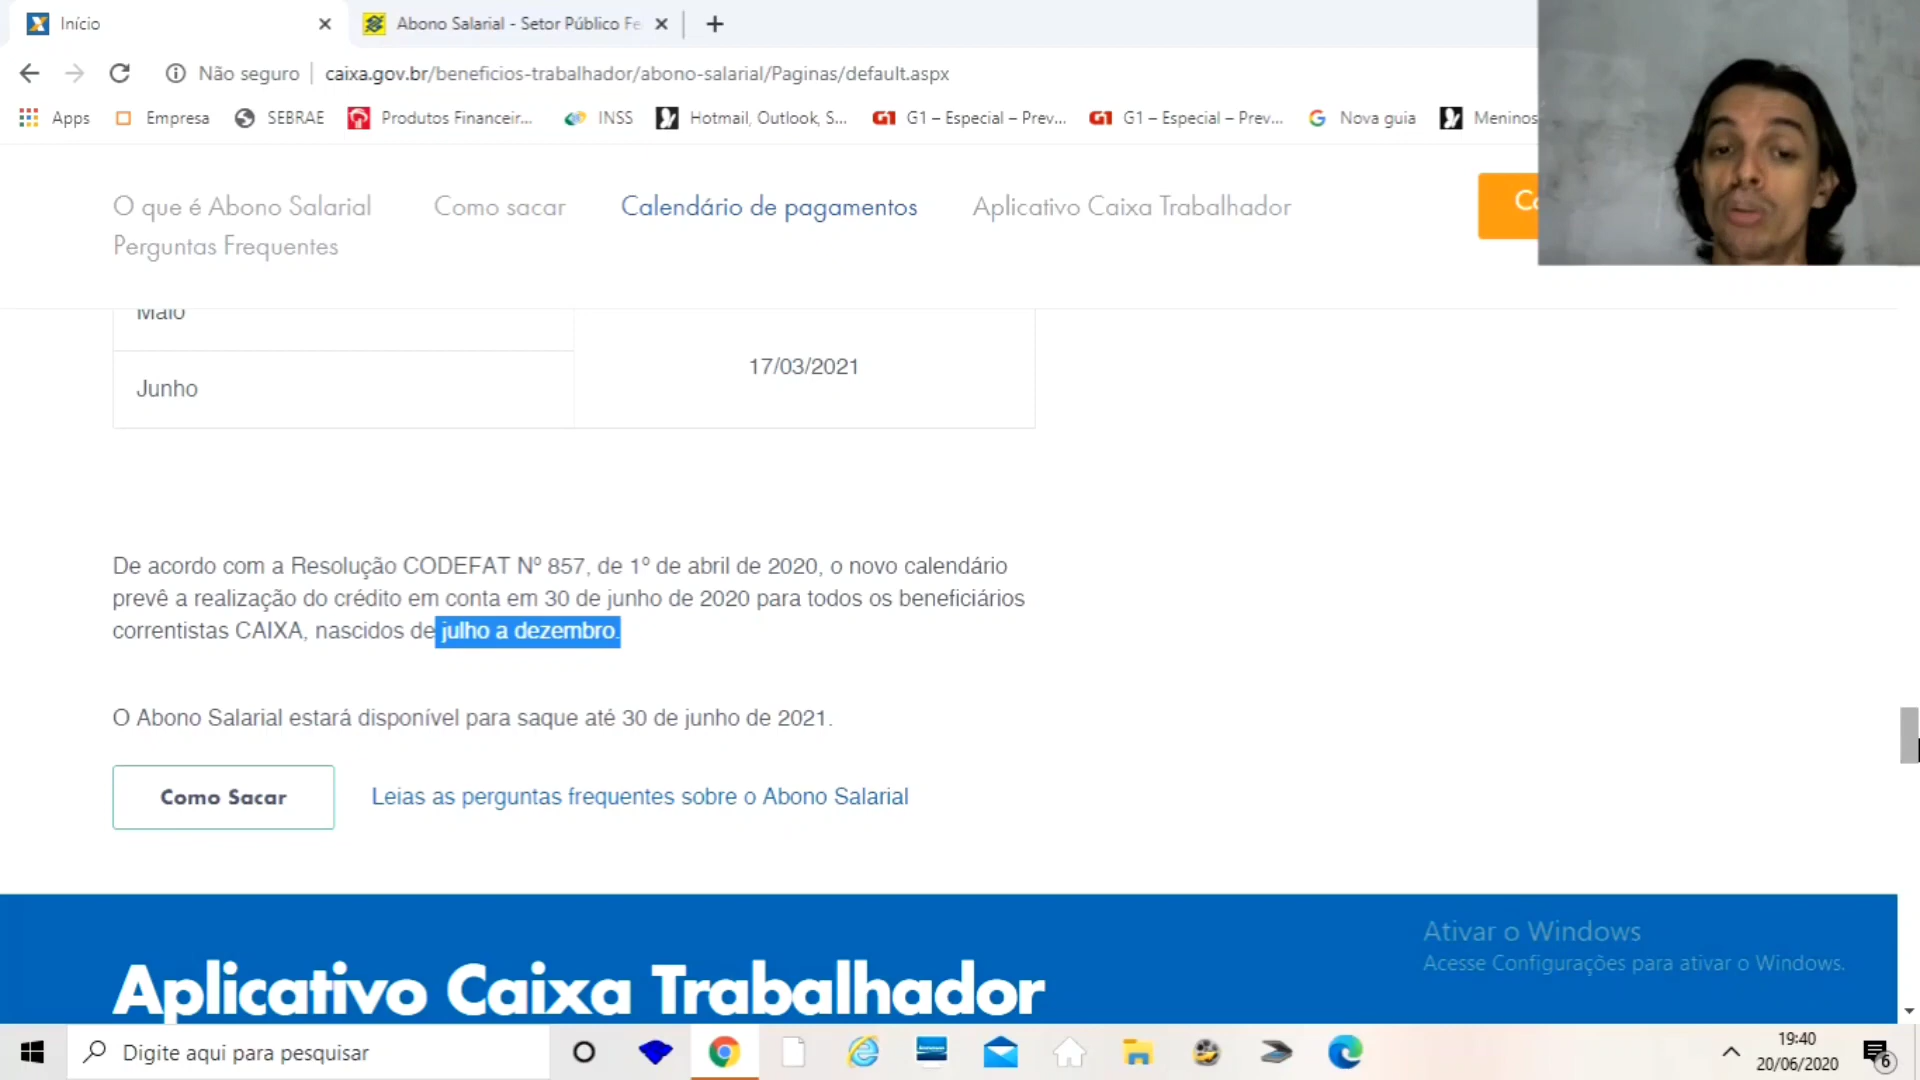 Início
Abono Salarial - Setor Público Fe
Não seguro
caixa.gov.br/beneficios-trabalhador/abono-salarial/Paginas/default.aspx
Apps
Empresa
SEBRAE
Produtos Financeir...
INSS
Hotmail, Outlook, S...
G1 – Especial – Prev...
G1 – Especial – Prev...
Nova guia
Meninos
O que é Abono Salarial
Como sacar
Calendário de pagamentos
Aplicativo Caixa Trabalhador
Perguntas Frequentes
Maio
17/03/2021
Junho
De acordo com a Resolução CODEFAT Nº 857, de 1º de abril de 2020, o novo calendário
prevê a realização do crédito em conta em 30 de junho de 2020 para todos os beneficiários
correntistas CAIXA, nascidos de julho a dezembro.
O Abono Salarial estará disponível para saque até 30 de junho de 2021.
Como Sacar
Leias as perguntas frequentes sobre o Abono Salarial
Ativar o Windows
Acesse Configurações para ativar o Windows.
Aplicativo Caixa Trabalhador
Digite aqui para pesquisar
19:40
20/06/2020
6